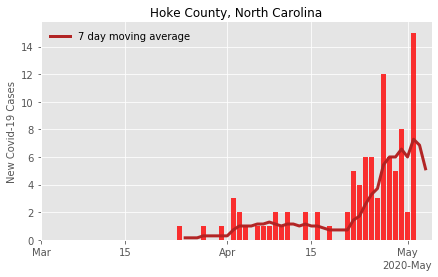 Hoke County, North Carolina
7 day moving average
New Covid-19 Cases
14
12
10
8
6
4
2
0
Mar
15
Apr
15
May
2020-May